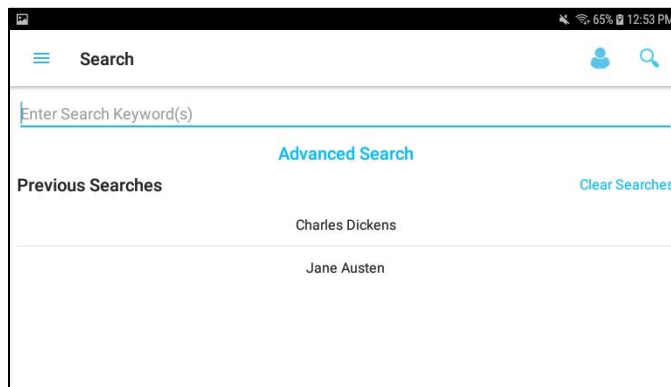 65% 12:53 PM
Search
Enter Search Keyword(s)
Advanced Search
Previous Searches Clear Searches
Charles Dickens
Jane Austen